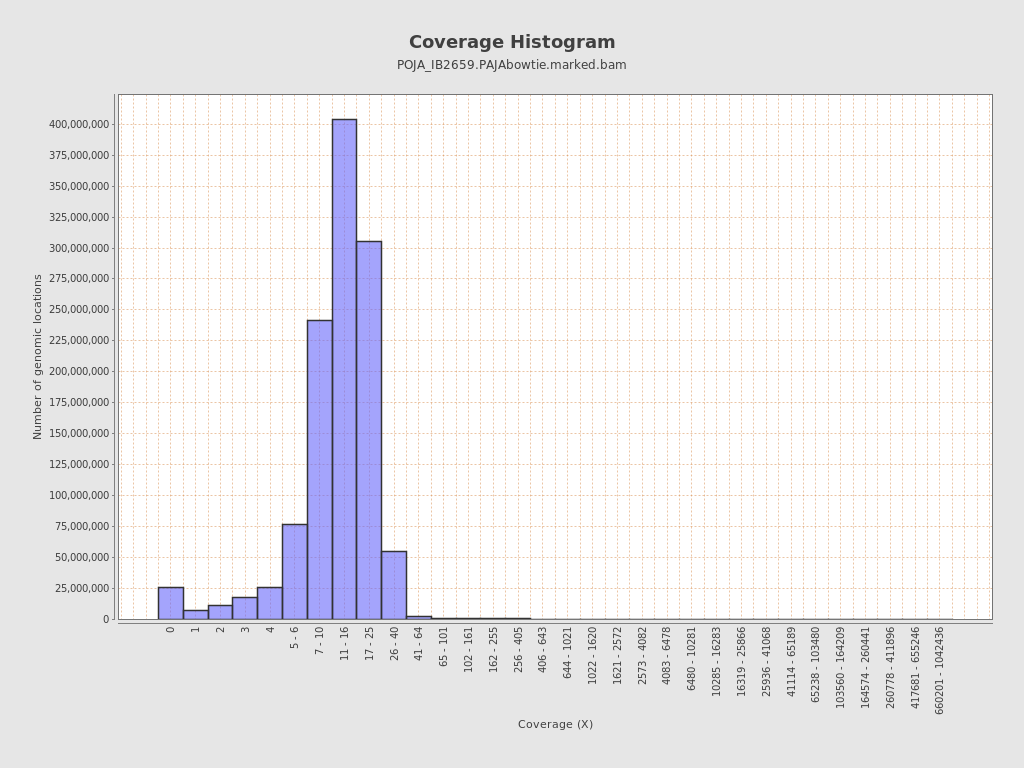 Coverage Histogram
POJA_IB2659.PAJAbowtie.marked.bam
Number of genomic locations
400,000,000
375,000,000
350,000,000
325,000,000
300,000,000
275,000,000
250,000,000
225,000,000
200,000,000
175,000,000
150,000,000
125,000,000
100,000,000
75,000,000
50,000,000
25,000,000
0
0
1
2
3
4
5 - 6
7 - 10
11 - 16
17 - 25
26 - 40
41 - 64
65 - 101
102 - 161
162 - 255
256 - 405
406 - 643
644 - 1021
1022 - 1620
1621 - 2572
2573 - 4082
4083 - 6478
6480 - 10281
10285 - 16283
16319 - 25866
25936 - 41068
41114 - 65189
65238 - 103480
103560 - 164209
164574 - 260441
260778 - 411896
417681 - 655246
660201 - 1042436
Coverage (X)